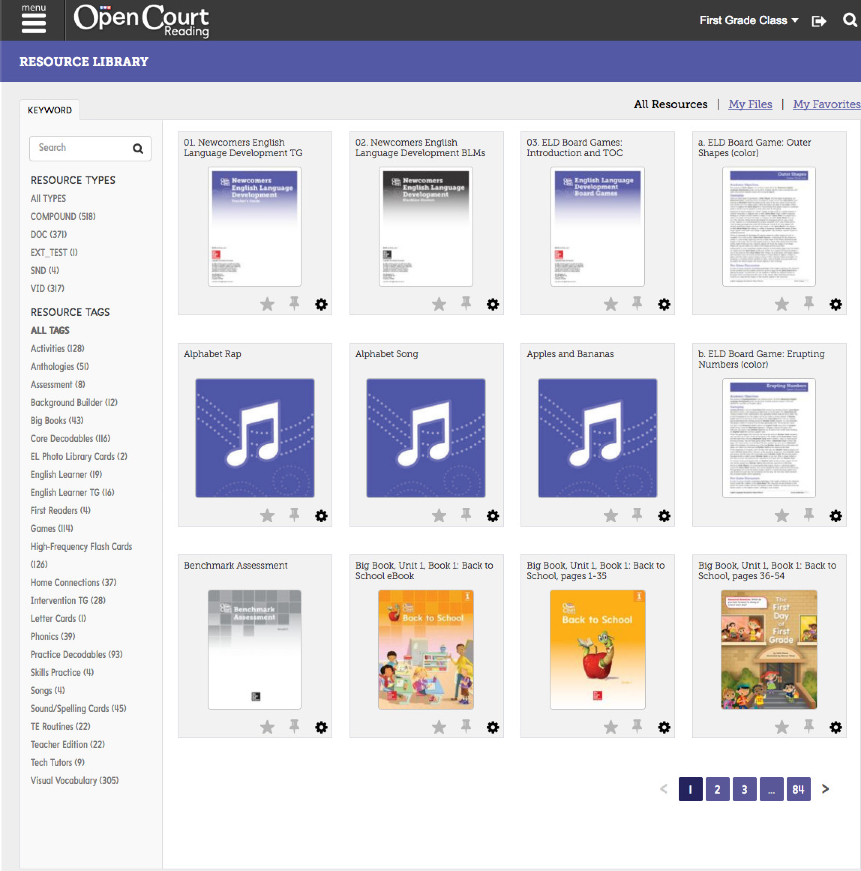 menu
Open Court
Reading
First Grade Class
RESOURCE LIBRARY
KEYWORD
All Resources | My Files | My Favorites
Search
RESOURCE TYPES
All TYPES
COMPOUND (518)
DOC (371)
EXT_TEST (1)
SND (4)
VID (317)
RESOURCE TAGS
ALL TAGS
Activities (128)
Anthologies (51)
Assessment (8)
Background Builder (12)
Big Books (43)
Core Decodables (116)
EL Photo Library Cards (2)
English Learner (19)
English Learner TG (16)
First Readers (4)
Games (114)
High-Frequency Flash Cards
(126)
Home Connections (37)
Intervention TG (28)
Letter Cards (1)
Phonics (39)
Practice Decodables (93)
Skills Practice (4)
Songs (4)
Sound/Spelling Cards (45)
TE Routines (22)
Teacher Edition (22)
Tech Tutors (9)
Visual Vocabulary (305)
01. Newcomers English
Language Development TG
Newcomers
English Language
Development
02. Newcomers English
Language Development BLMs
Newcomers
English Language
Development
03. ELD Board Games:
Introduction and TOC
English Language
Development
Board Games
a. ELD Board Game: Outer
Shapes (color)
Outer Shapes
Alphabet Rap
Alphabet Song
Apples and Bananas
b. ELD Board Game: Erupting
Numbers (color)
Erupting Numbers
Benchmark Assessment
Benchmark
Assessment
Big Book, Unit 1, Book 1: Back to
School eBook
Back to School
Big Book, Unit 1, Book 1: Back to
School, pages 1-35
Back to School
Big Book, Unit 1, Book 1: Back to
School, pages 36-54
The
First Day
of
First Grade
< 1 2 3 ... 84 >